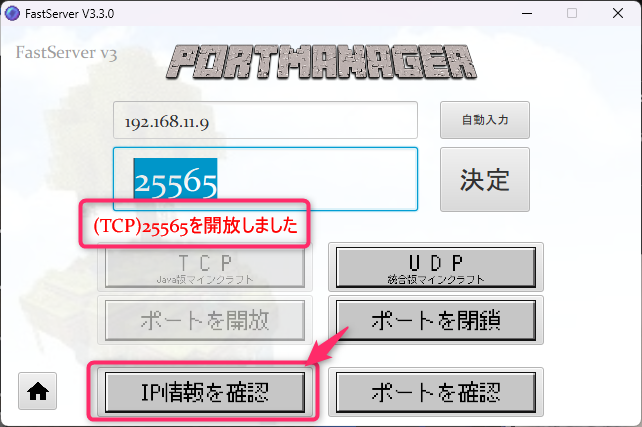 FastServer V3.3.0
FastServer v3
PORTMANAGER
192.168.11.9
自動入力
25565
決定
(TCP)25565を開放しました
TCP
Java版マインクラフト
UDP
統合版マインクラフト
ポートを開放
ポートを閉鎖
IP情報を確認
ポートを確認